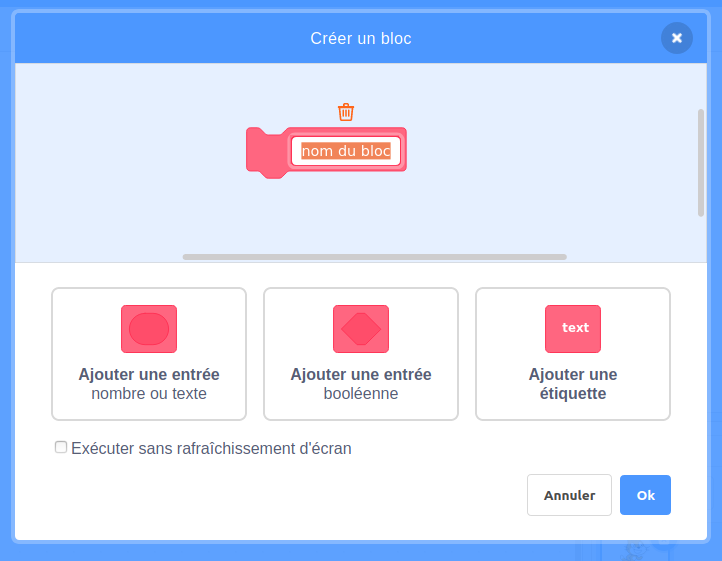 Créer un bloc
nom du bloc
Ajouter une entrée
nombre ou texte
Ajouter une entrée
booléenne
text
Ajouter une
étiquette
Exécuter sans rafraîchissement d'écran
Annuler
Ok